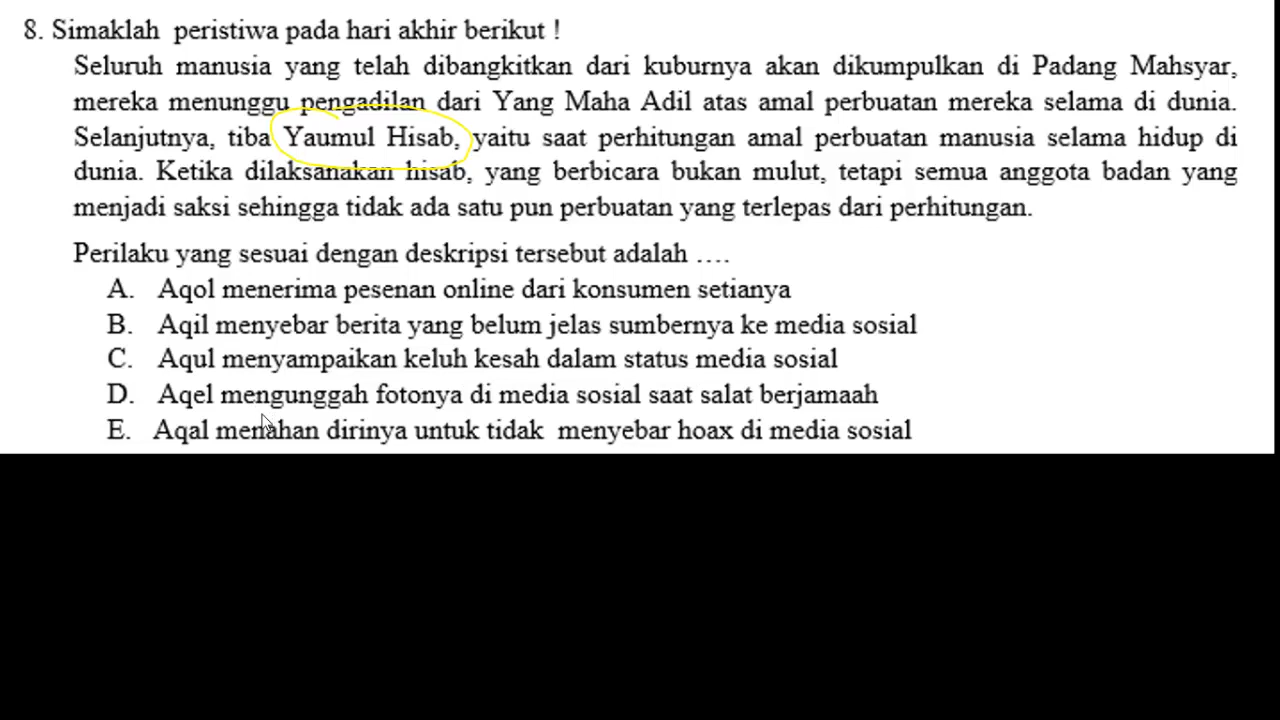 8. Simaklah peristiwa pada hari akhir berikut !
Seluruh manusia yang telah dibangkitkan dari kuburnya akan dikumpulkan di Padang Mahsyar,
mereka menunggu pengadilan dari Yang Maha Adil atas amal perbuatan mereka selama di dunia.
Selanjutnya, tiba Yaumul Hisab, yaitu saat perhitungan amal perbuatan manusia selama hidup di
dunia. Ketika dilaksanakan hisab, yang berbicara bukan mulut, tetapi semua anggota badan yang
menjadi saksi sehingga tidak ada satu pun perbuatan yang terlepas dari perhitungan.
Perilaku yang sesuai dengan deskripsi tersebut adalah ….
A. Aqol menerima pesenan online dari konsumen setianya
B. Aqil menyebar berita yang belum jelas sumbernya ke media sosial
C. Aqul menyampaikan keluh kesah dalam status media sosial
D. Aqel mengunggah fotonya di media sosial saat salat berjamaah
E. Aqal menahan dirinya untuk tidak menyebar hoax di media sosial